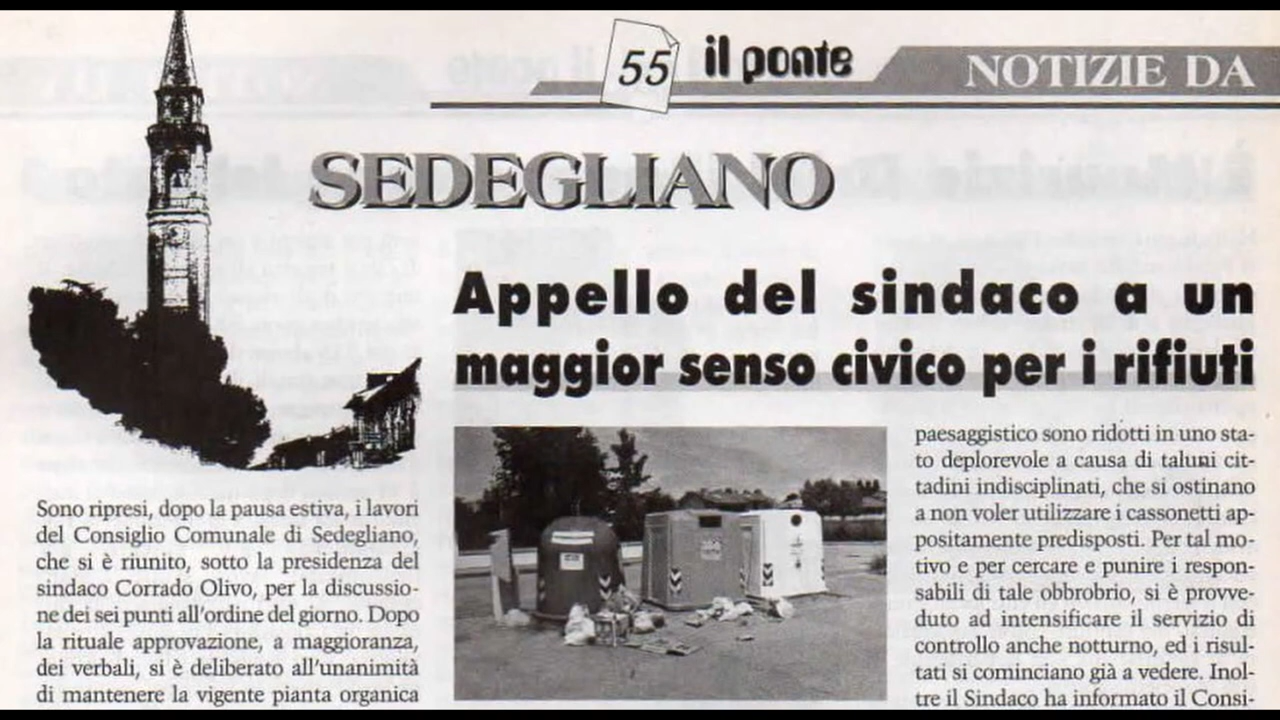 55
il ponte
NOTIZIE DA
SEDEGLIANO
Appello del sindaco a un
maggior senso civico per i rifiuti
Sono ripresi, dopo la pausa estiva, i lavori
del Consiglio Comunale di Sedegliano,
che si è riunito, sotto la presidenza del
sindaco Corrado Olivo, per la discussio-
ne dei sei punti all'ordine del giorno. Dopo
la rituale approvazione, a maggioranza,
dei verbali, si è deliberato all'unanimità
di mantenere la vigente pianta organica
paesaggistico sono ridotti in uno sta-
to deplorevole a causa di taluni cit-
tadini indisciplinati, che si ostinano
a non voler utilizzare i cassonetti ap-
positamente predisposti. Per tal mo-
tivo e per cercare e punire i respon-
sabili di tale obbrobrio, si è provve-
duto ad intensificare il servizio di
controllo anche notturno, ed i risul-
tati si cominciano già a vedere. Inol-
tre il Sindaco ha informato il Consi-